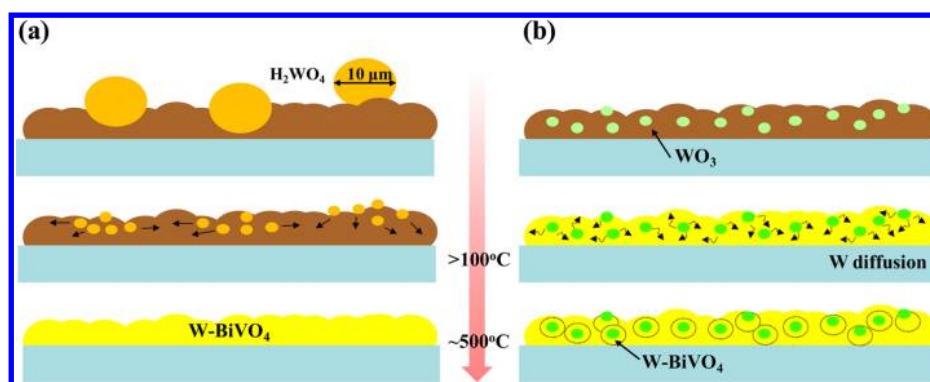 (a)
H₂WO₄
10 μm
>100°C
W-BiVO₄
~500°C
(b)
WO₃
W diffusion
W-BiVO₄